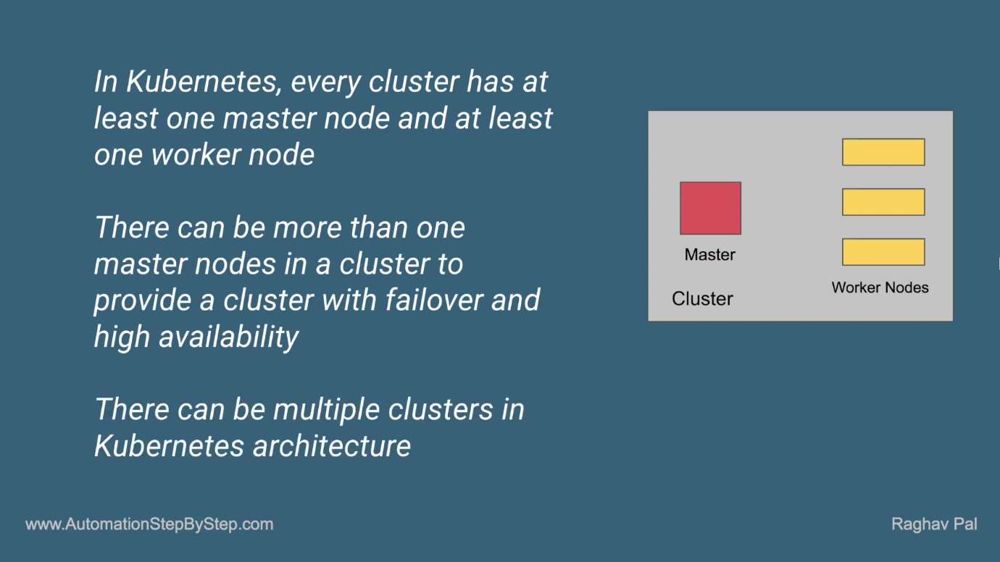 In Kubernetes, every cluster has at
least one master node and at least
one worker node
There can be more than one
master nodes in a cluster to
provide a cluster with failover and
high availability
There can be multiple clusters in
Kubernetes architecture
Master
Worker Nodes
Cluster
www.AutomationStepByStep.com
Raghav Pal